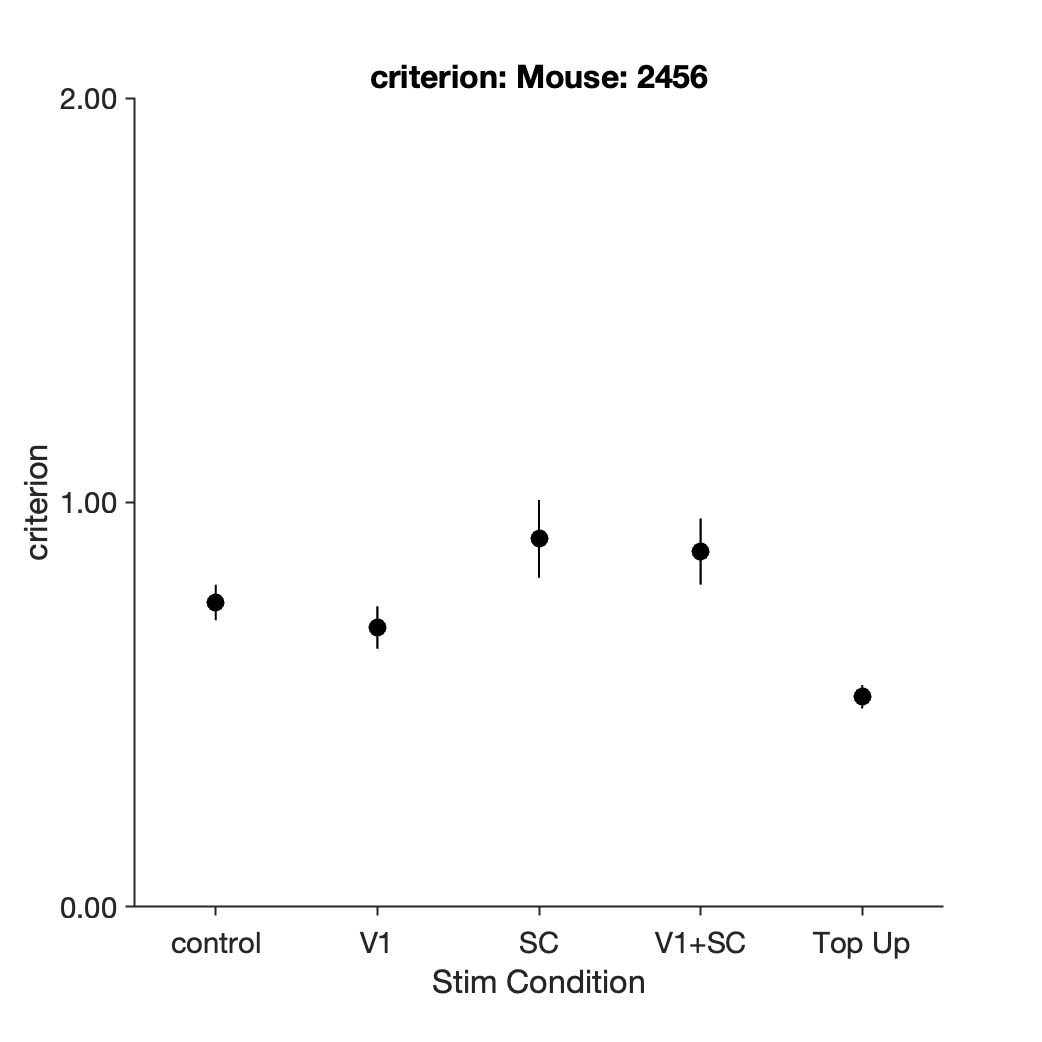 criterion: Mouse: 2456
2.00
1.00
0.00
criterion
control V1 SC V1+SC Top Up
Stim Condition